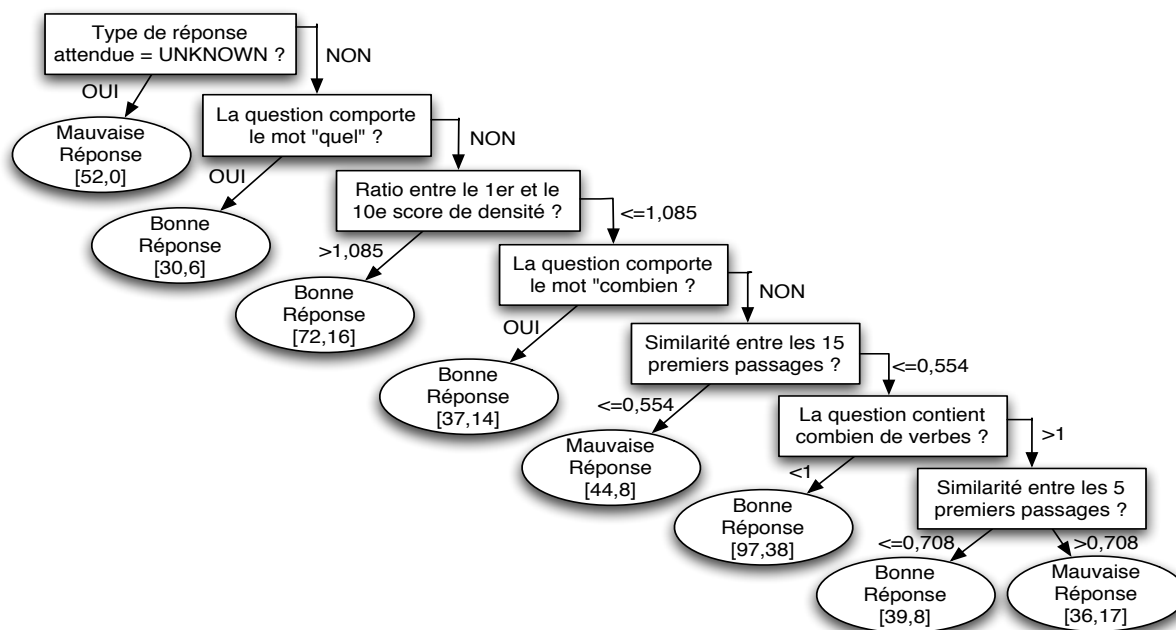 Type de réponse
attendue = UNKNOWN ?
NON
OUI
Mauvaise
Réponse
[52,0]
La question comporte
le mot "quel" ?
NON
OUI
Bonne
Réponse
[30,6]
Ratio entre le 1er et le
10e score de densité ?
<=1,085
>1,085
Bonne
Réponse
[72,16]
La question comporte
le mot "combien ?
NON
OUI
Bonne
Réponse
[37,14]
Similarité entre les 15
premiers passages ?
<=0,554
<=0,554
Mauvaise
Réponse
[44,8]
La question contient
combien de verbes ?
>1
<1
Bonne
Réponse
[97,38]
Similarité entre les 5
premiers passages ?
<=0,708
>0,708
Bonne
Réponse
[39,8]
Mauvaise
Réponse
[36,17]